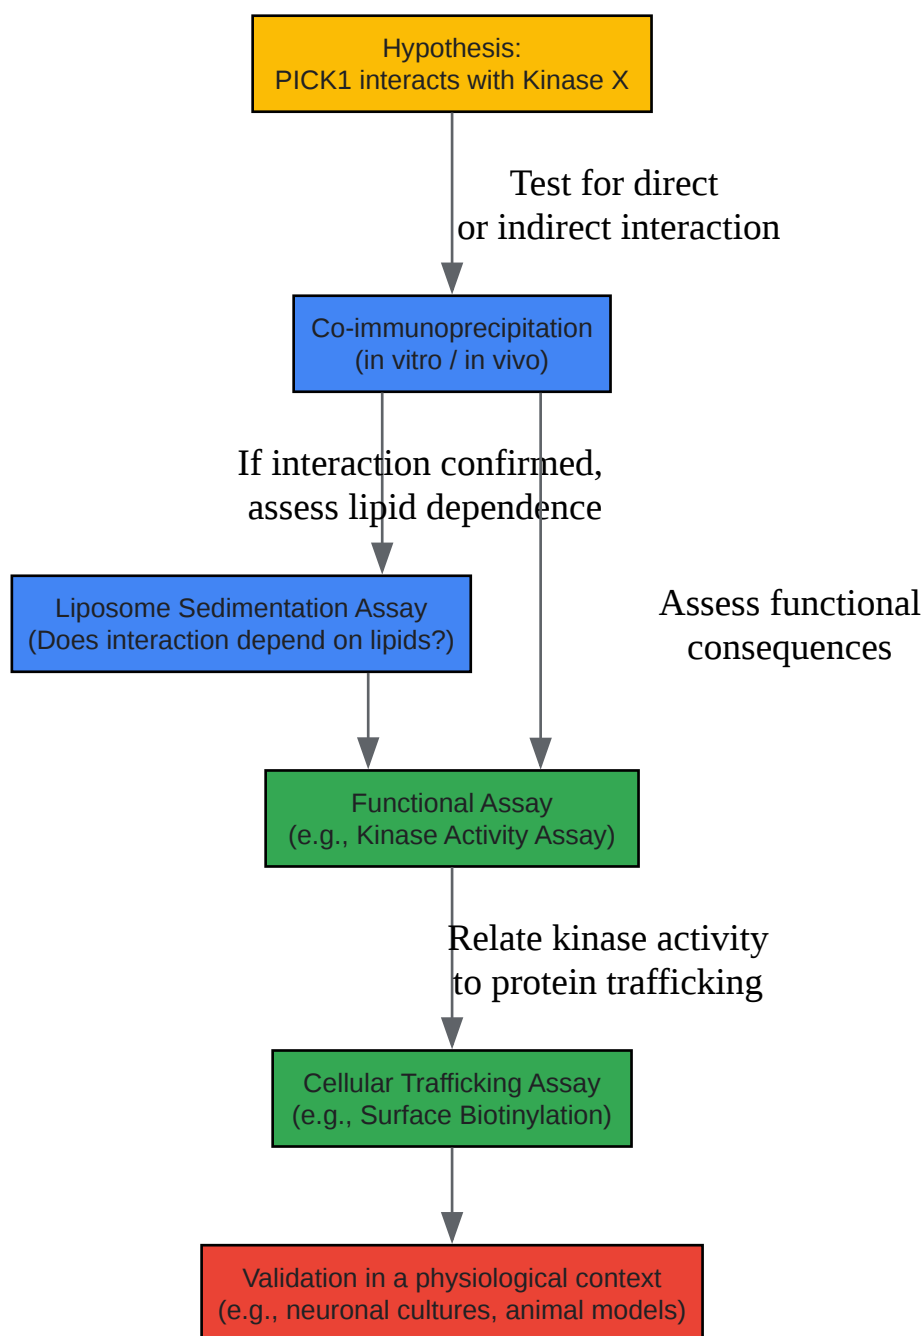 Hypothesis:
PICK1 interacts with Kinase X
Test for direct
or indirect interaction
Co-immunoprecipitation
(in vitro / in vivo)
If interaction confirmed,
assess lipid dependence
Liposome Sedimentation Assay
(Does interaction depend on lipids?)
Assess functional
consequences
Functional Assay
(e.g., Kinase Activity Assay)
Relate kinase activity
to protein trafficking
Cellular Trafficking Assay
(e.g., Surface Biotinylation)
Validation in a physiological context
(e.g., neuronal cultures, animal models)